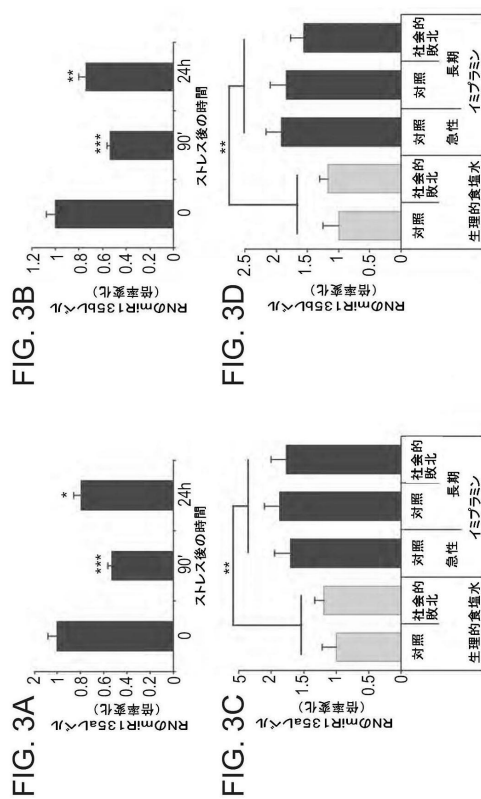 FIG. 3A
RNのmiR135aレベル
(倍率変化)
2
1
0.8
0.6
0.4
0.2
0
***
*
0
90'
24h
ストレス後の時間
FIG. 3B
RNのmiR135bレベル
(倍率変化)
1.2
1
0.8
0.6
0.4
0.2
0
***
**
0
90'
24h
ストレス後の時間
FIG. 3C
RNのmiR135aレベル
(倍率変化)
5
2
1.5
1
0.5
0
**
対照 社会的敗北 対照 対照 社会的敗北
急性 長期
生理的食塩水 イミプラミン
FIG. 3D
RNのmiR135bレベル
(倍率変化)
2.5
2
1.5
1
0.5
0
**
対照 社会的敗北 対照 対照 社会的敗北
急性 長期
生理的食塩水 イミプラミン